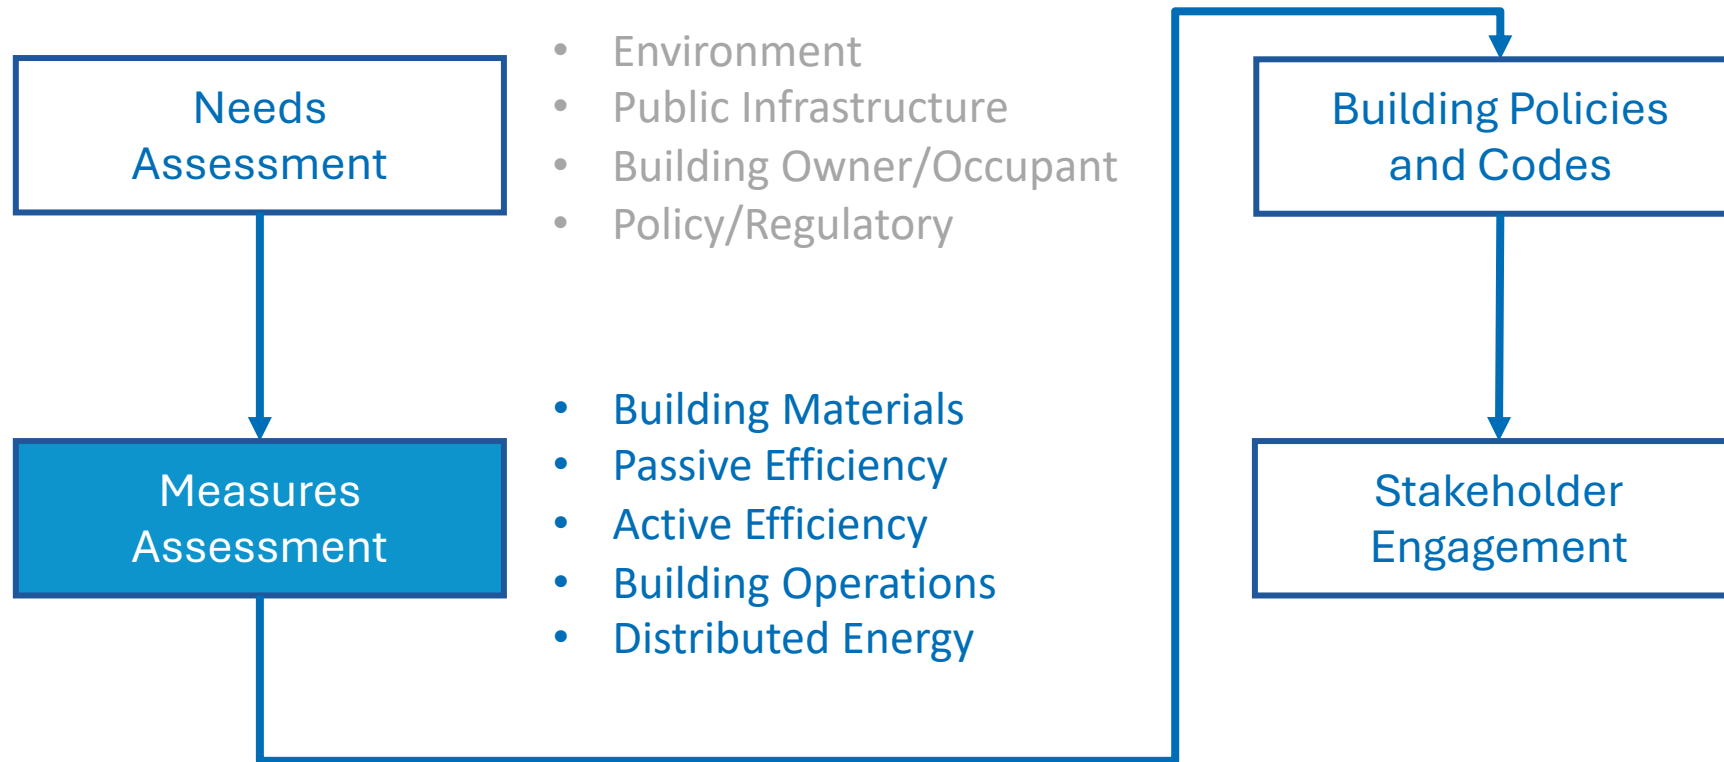 Needs
Assessment
• Environment
• Public Infrastructure
• Building Owner/Occupant
• Policy/Regulatory
Measures
Assessment
• Building Materials
• Passive Efficiency
• Active Efficiency
• Building Operations
• Distributed Energy
Building Policies
and Codes
Stakeholder
Engagement